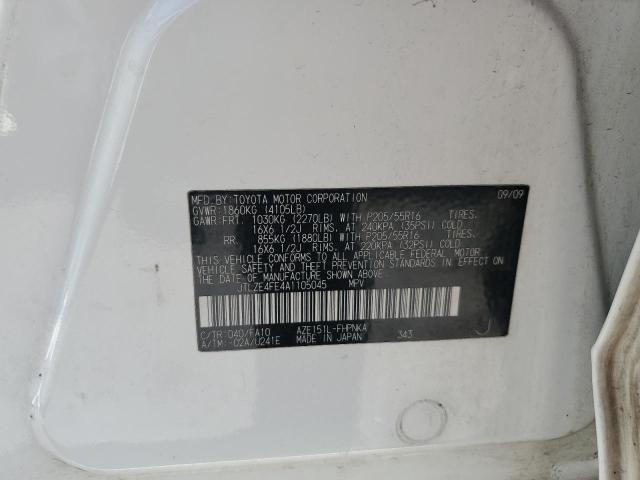 MFD.BY:TOYOTA MOTOR CORPORATION 09/09
GVWR:1860KG (4105LB)
GAWR:FRT. 1030KG (2270LB) WITH P205/55R16 TIRES,
16X6 1/2J RIMS, AT 240KPA (35PSI) COLD
RR. 855KG (1880LB) WITH P205/55R16 TIRES,
16X6 1/2J RIMS, AT 220KPA (32PSI) COLD
THIS VEHICLE CONFORMS TO ALL APPLICABLE FEDERAL MOTOR
VEHICLE SAFETY AND THEFT PREVENTION STANDARDS IN EFFECT ON
THE DATE OF MANUFACTURE SHOWN ABOVE.
JTLZE4FE4A1105045 MPV
C/TR:040/FA10 AZE151L-FHPNKA
A/TM:-02A/U241E MADE IN JAPAN 343 J